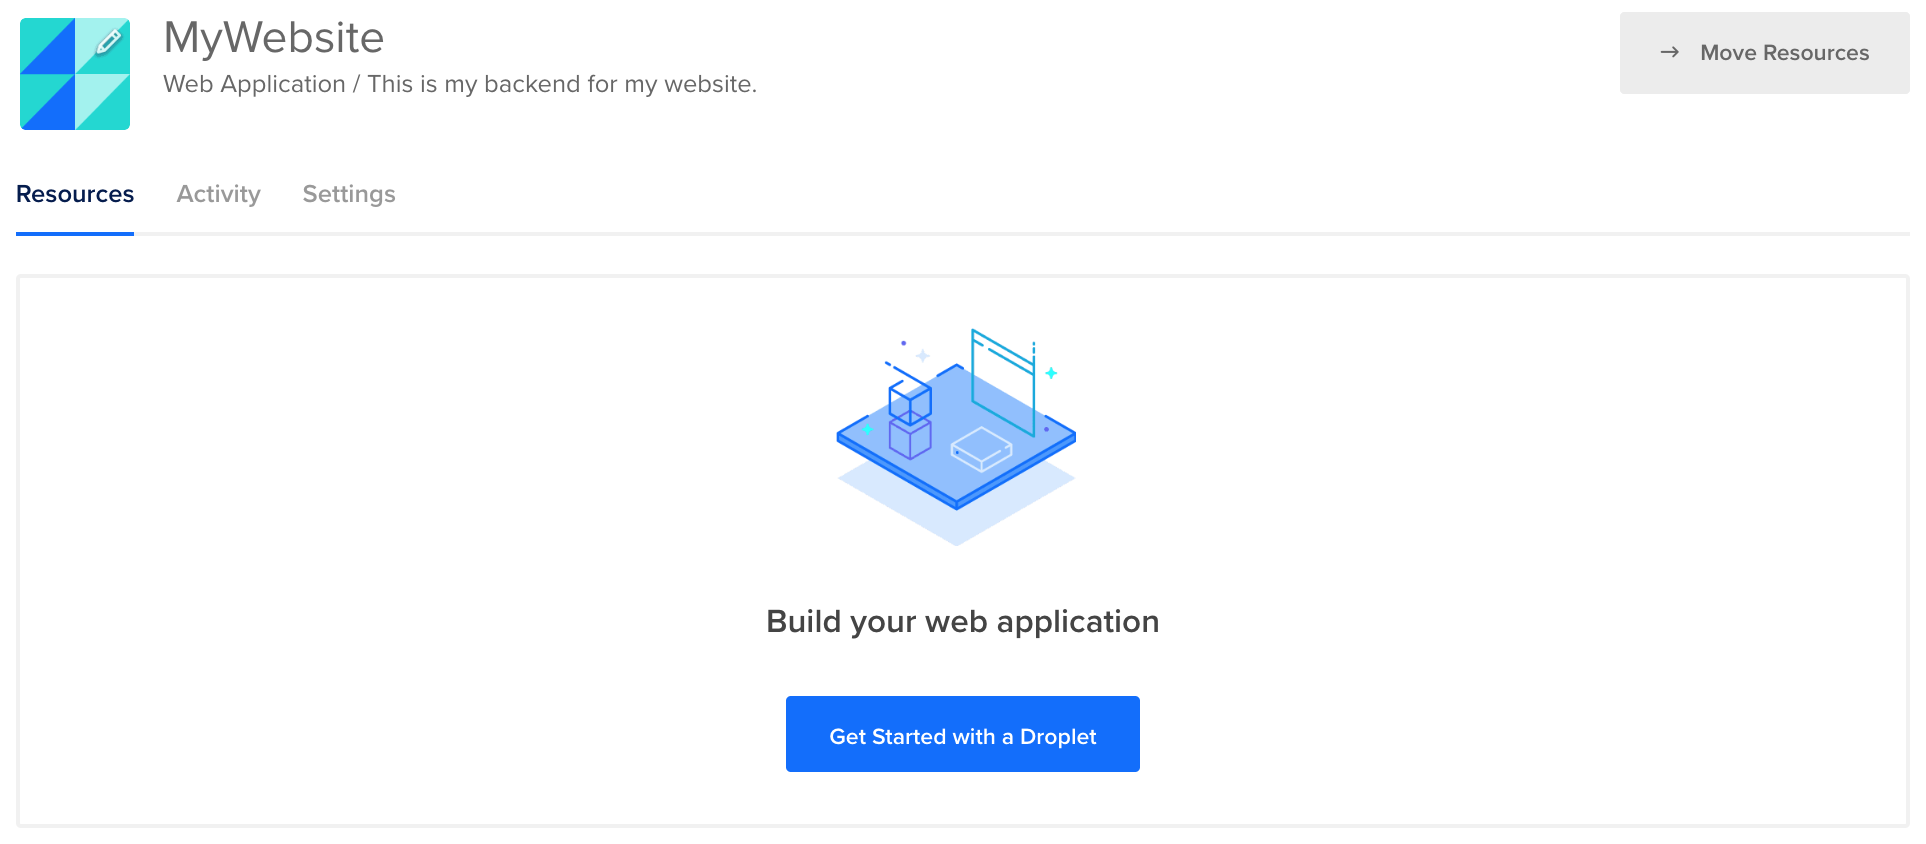 MyWebsite
Web Application / This is my backend for my website.
→ Move Resources
Resources Activity Settings
Build your web application
Get Started with a Droplet